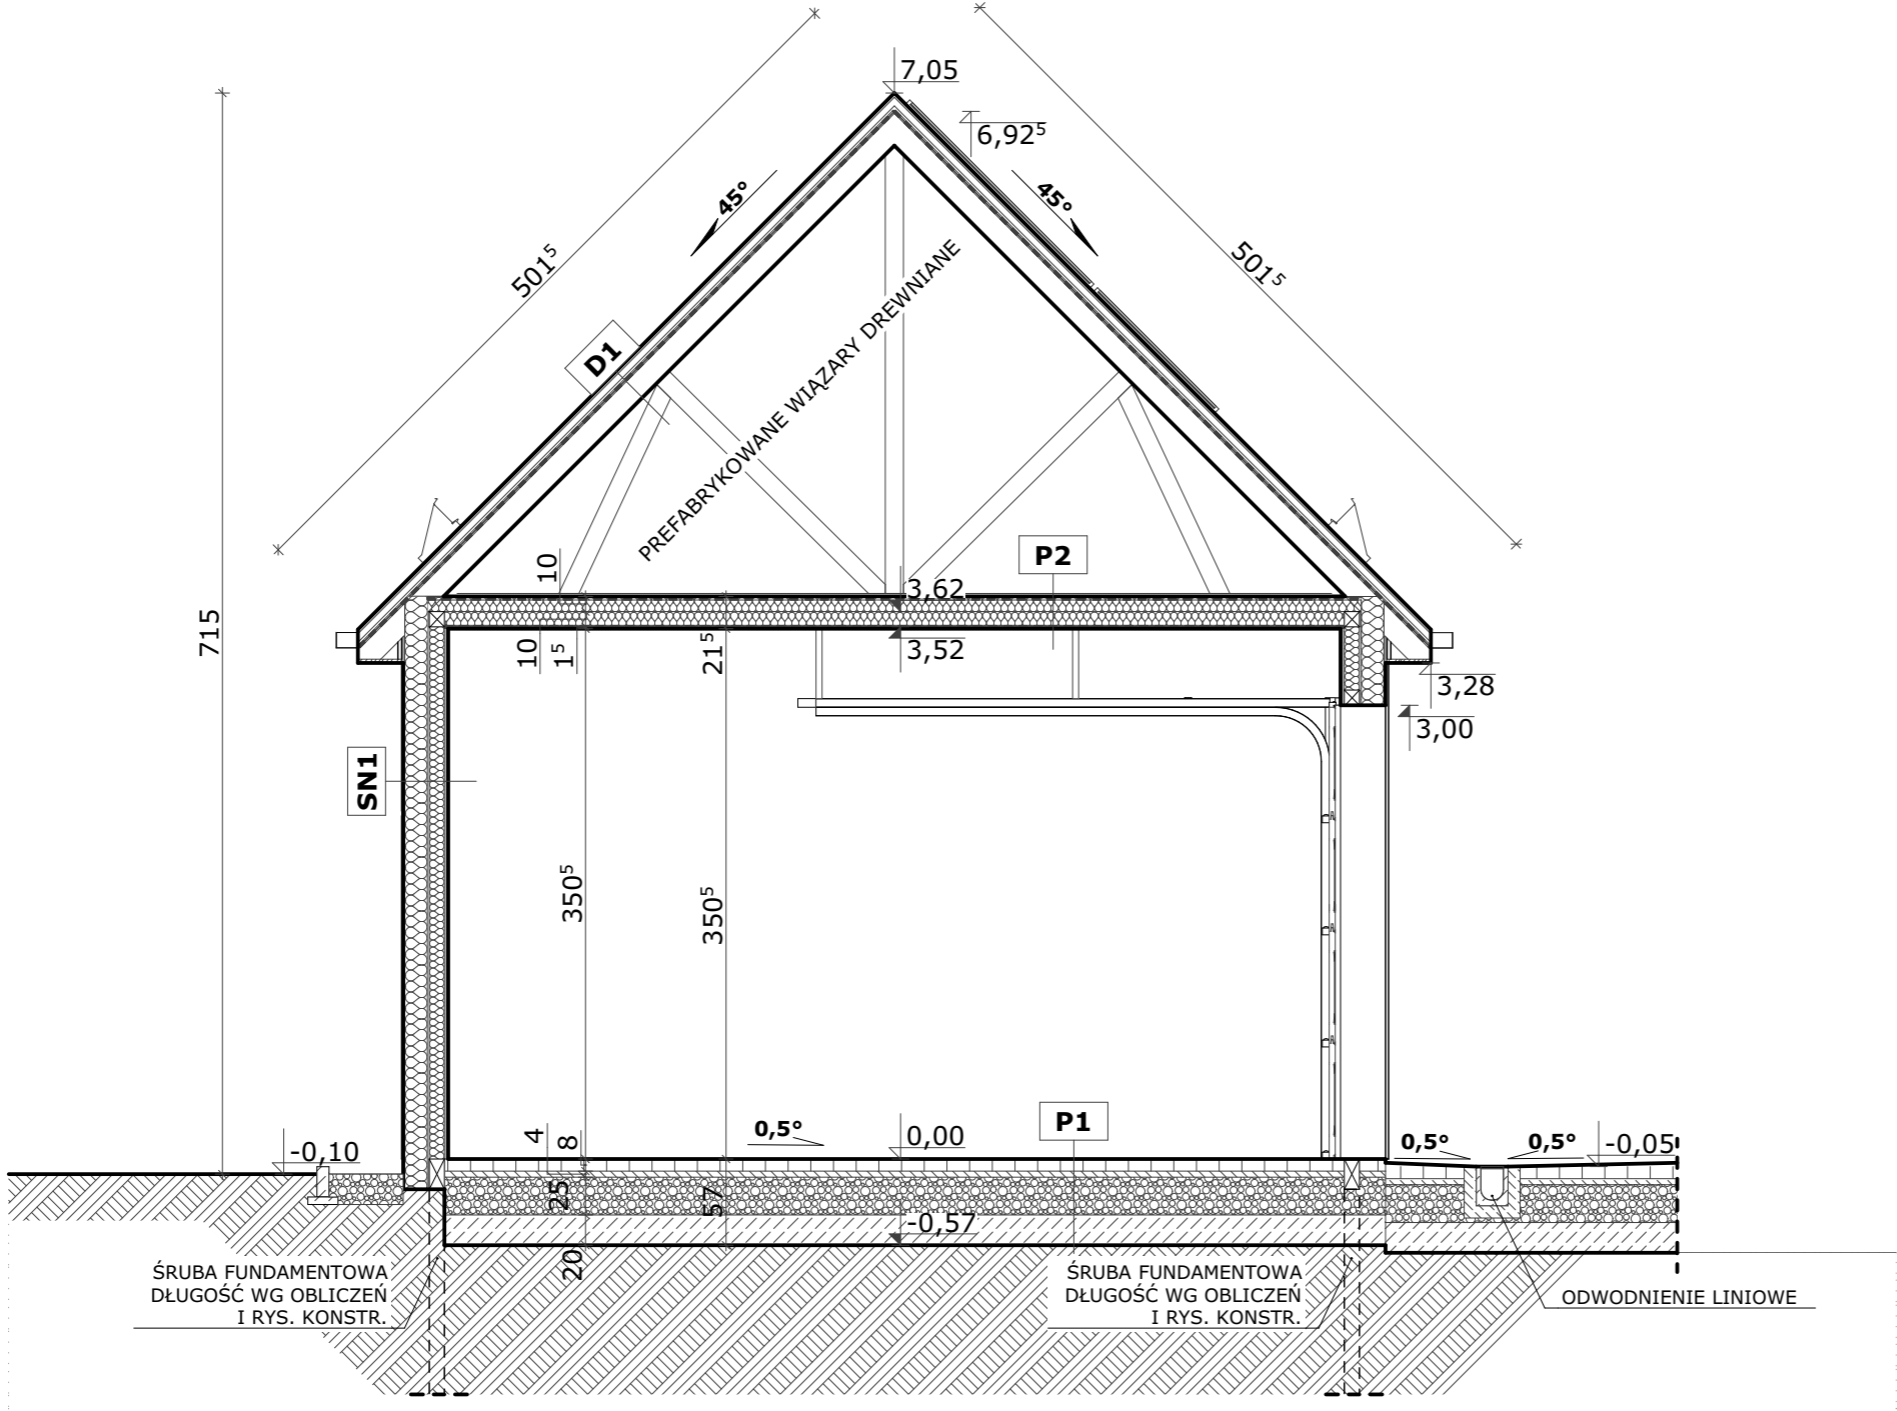 7,05
6,92⁵
45°
45°
501⁵
501⁵
D1
PREFABRYKOWANE WIĄZARY DREWNIANE
715
P2
10
3,62
10
1⁵
21⁵
3,52
3,28
3,00
SN1
350⁵
350⁵
P1
4
8
0,5°
0,00
0,5°
0,5°
-0,05
-0,10
25
57
-0,57
20
ŚRUBA FUNDAMENTOWA
DŁUGOŚĆ WG OBLICZEŃ
I RYS. KONSTR.
ŚRUBA FUNDAMENTOWA
DŁUGOŚĆ WG OBLICZEŃ
I RYS. KONSTR.
ODWODNIENIE LINIOWE